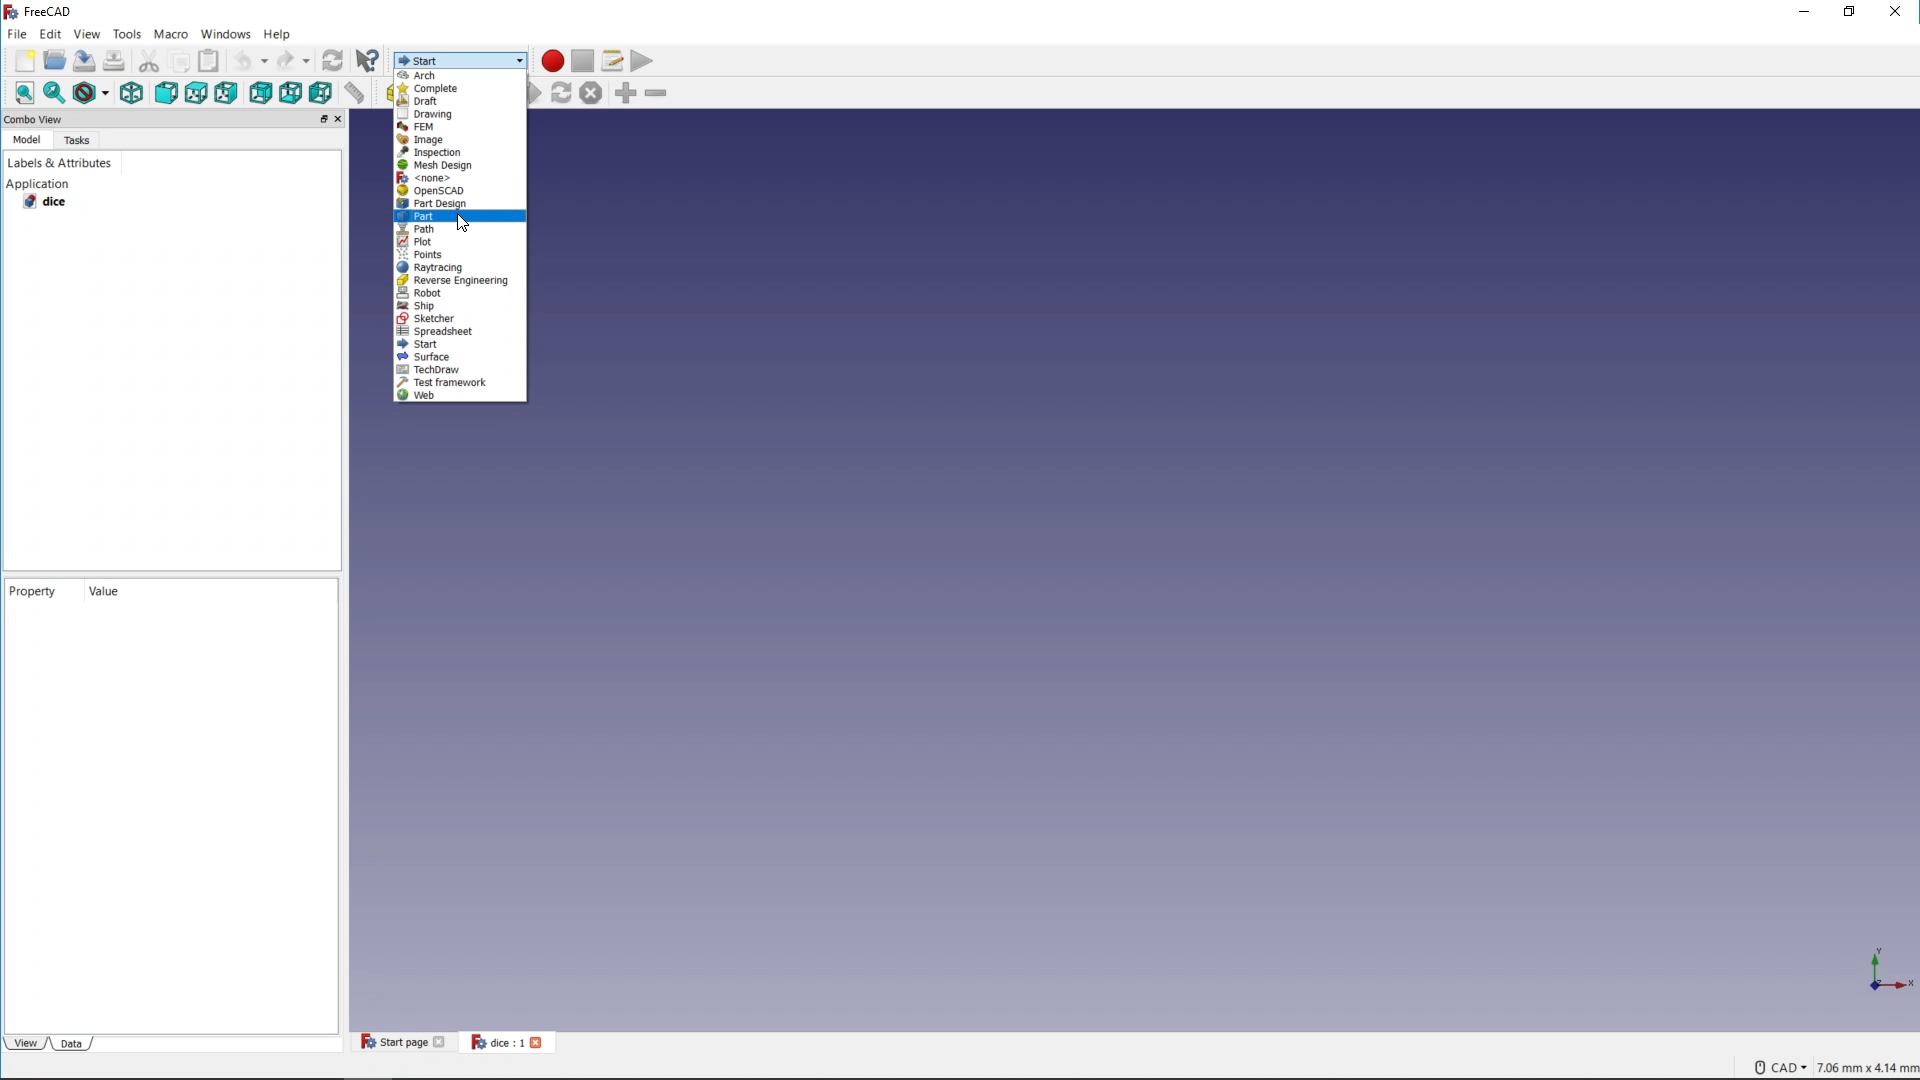 FreeCAD
File Edit View Tools Macro Windows Help
Start
Arch
Complete
Draft
Drawing
FEM
Image
Inspection
Mesh Design
<none>
OpenSCAD
Part Design
Part
Path
Plot
Points
Raytracing
Reverse Engineering
Robot
Ship
Sketcher
Spreadsheet
Start
Surface
TechDraw
Test framework
Web
Combo View
Model Tasks
Labels & Attributes
Application
dice
Property Value
View Data
Start page dice : 1
Y
X
Z
CAD 7.06 mm x 4.14 mm